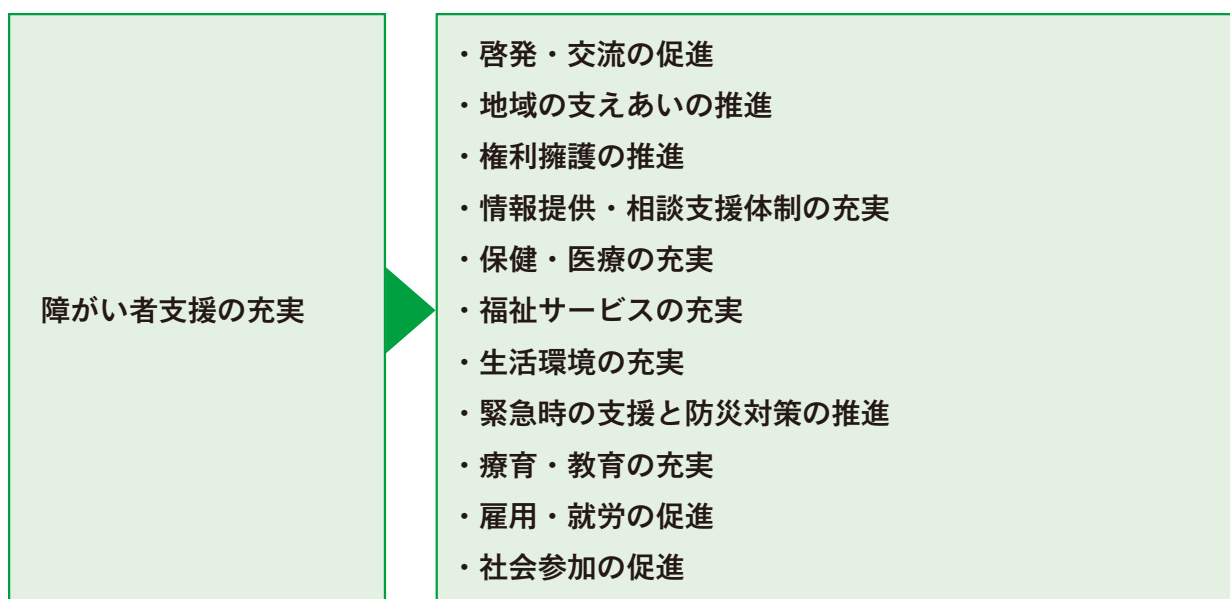 障がい者支援の充実
・啓発・交流の促進
・地域の支えあいの推進
・権利擁護の推進
・情報提供・相談支援体制の充実
・保健・医療の充実
・福祉サービスの充実
・生活環境の充実
・緊急時の支援と防災対策の推進
・療育・教育の充実
・雇用・就労の促進
・社会参加の促進